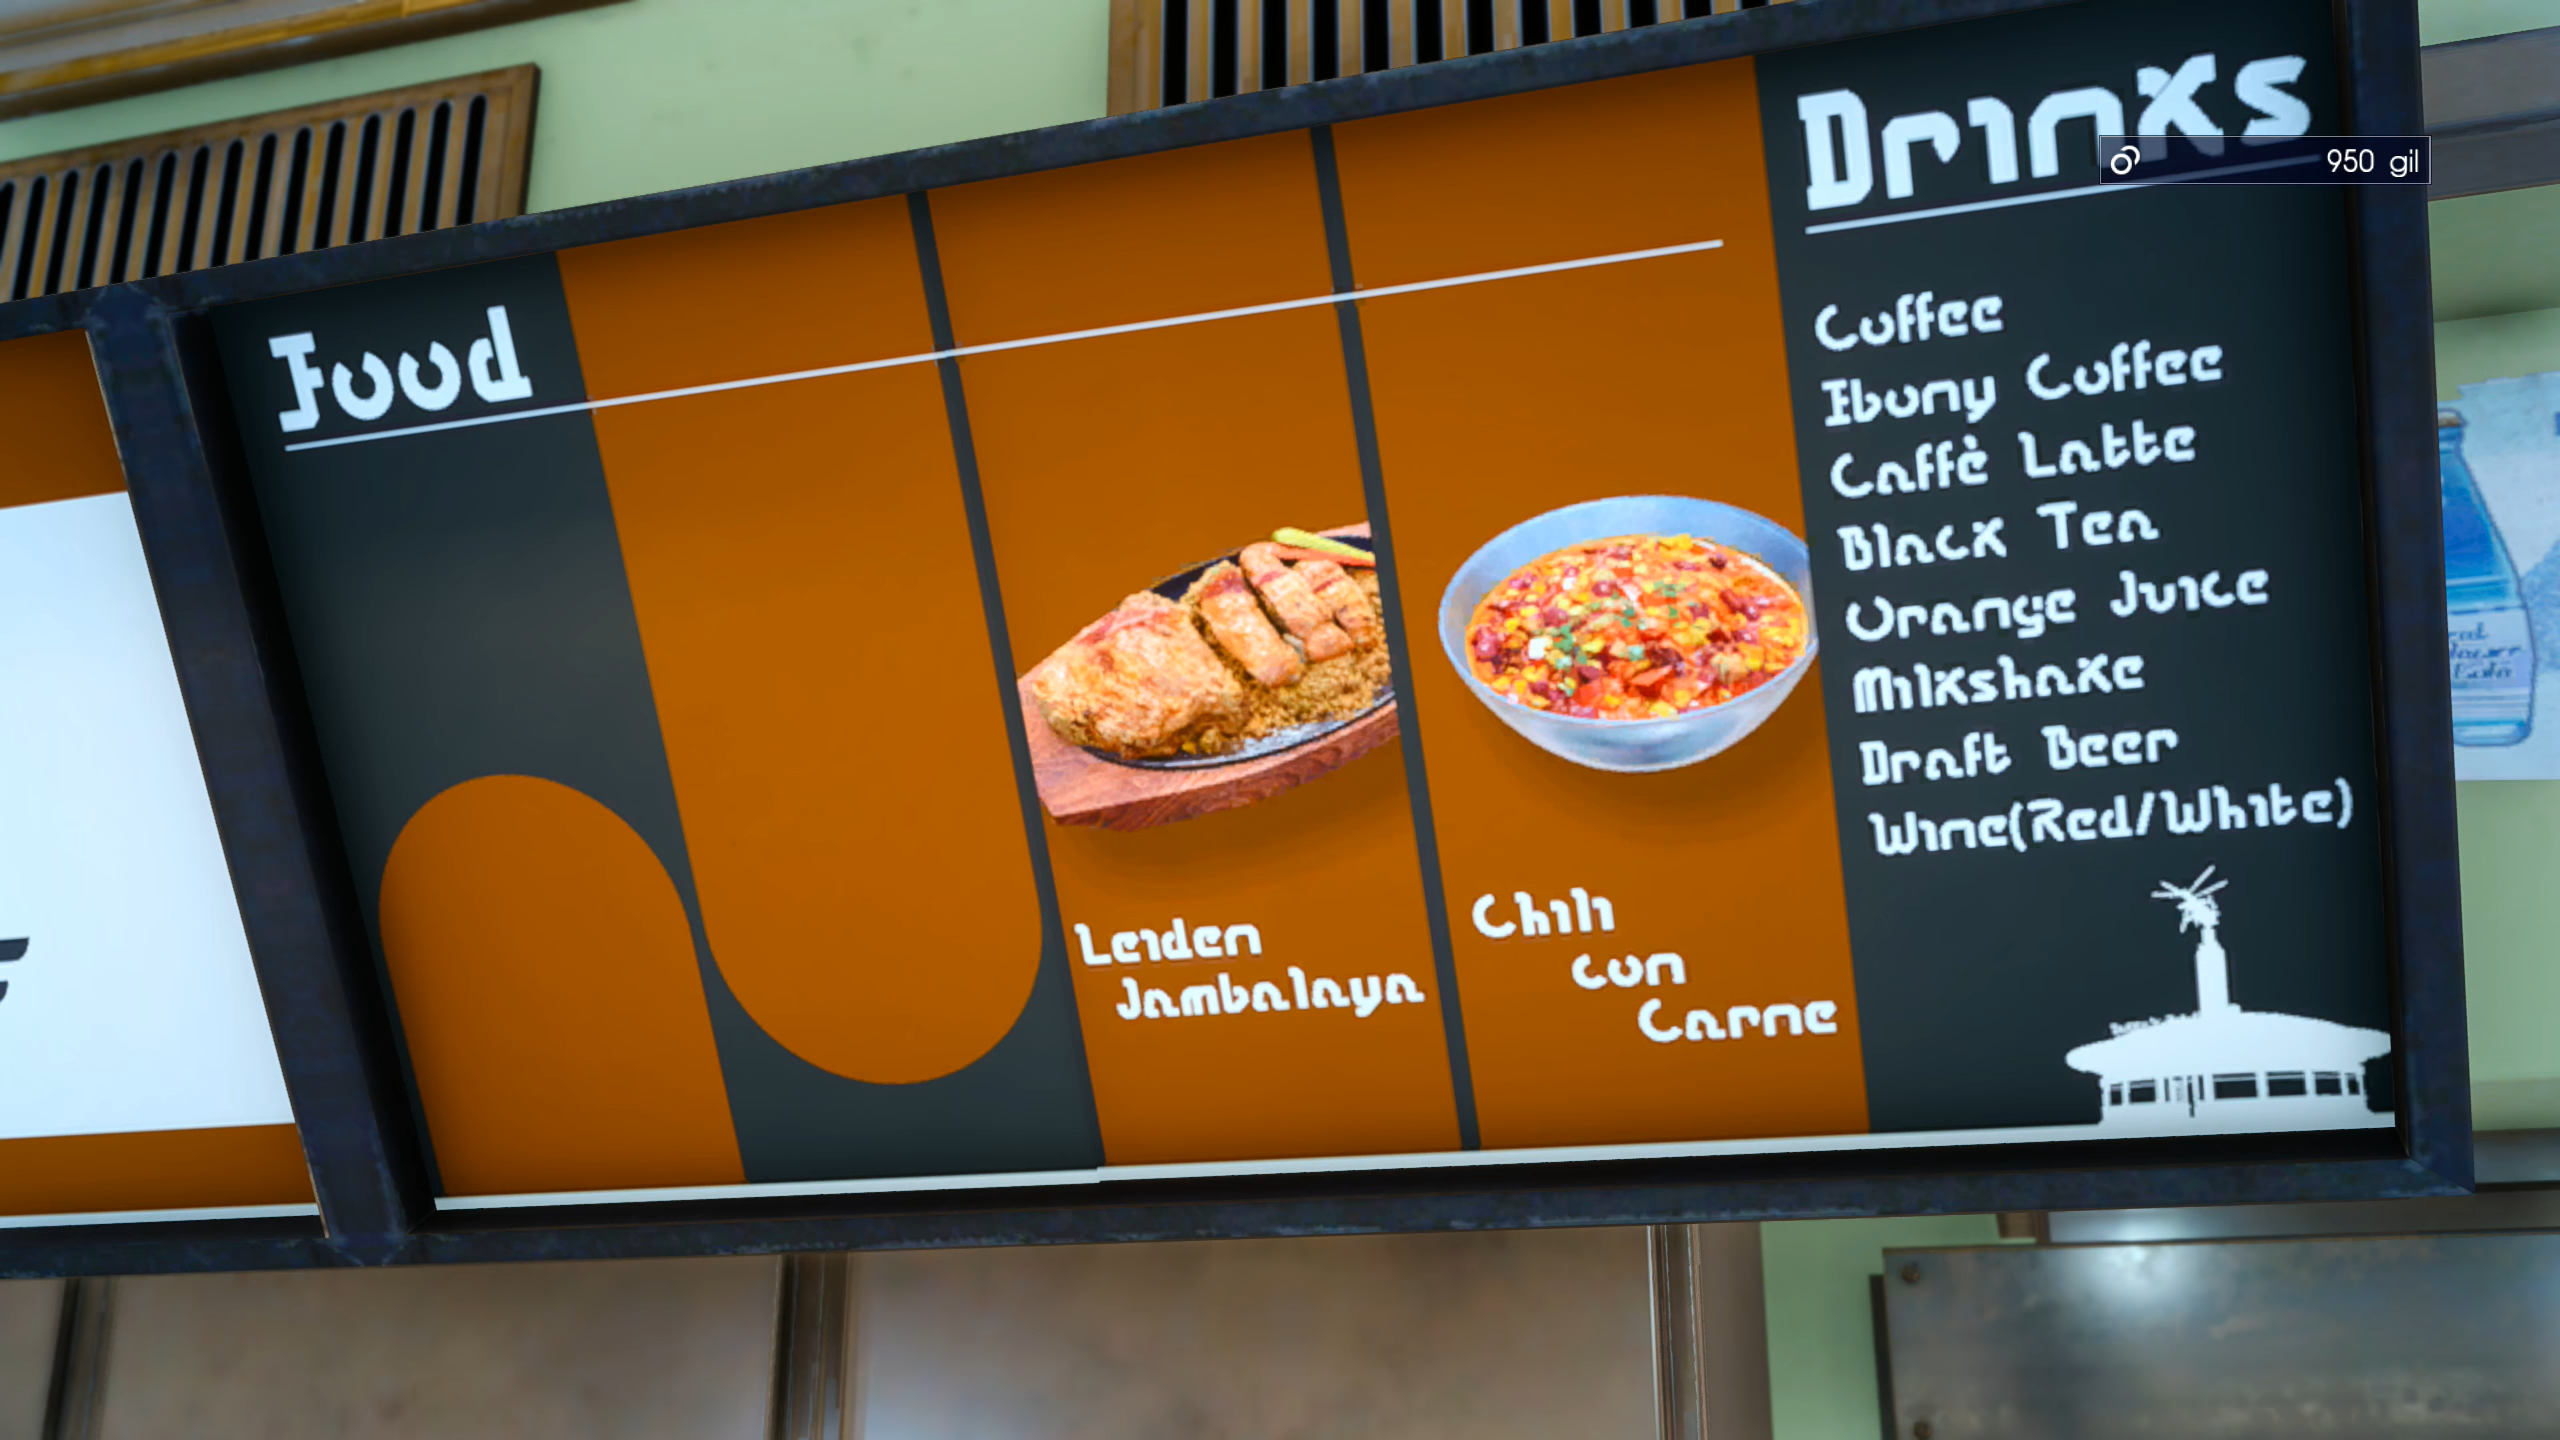 Food
Leiden
Jambalaya
Chili
con
Carne
Drinks
950 gil
Coffee
Ebony Coffee
Caffè Latte
Black Tea
Orange Juice
Milkshake
Draft Beer
Wine(Red/White)